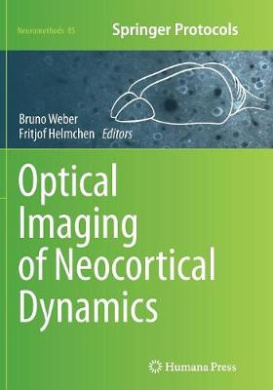 Neuromethods 85
Springer Protocols
Bruno Weber
Fritjof Helmchen Editors
Optical
Imaging
of Neocortical
Dynamics
Humana Press